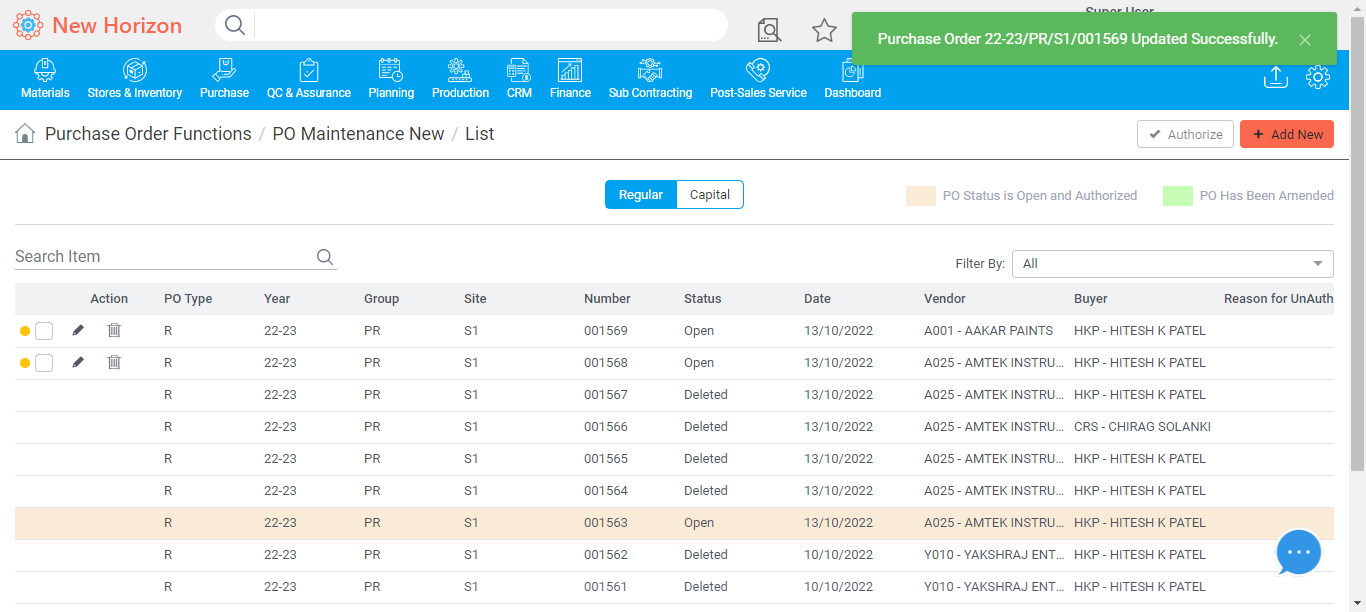 New Horizon
Purchase Order 22-23/PR/S1/001569 Updated Successfully.
Materials Stores & Inventory Purchase QC & Assurance Planning Production CRM Finance Sub Contracting Post-Sales Service Dashboard
Purchase Order Functions / PO Maintenance New / List
Authorize + Add New
Regular Capital PO Status is Open and Authorized PO Has Been Amended
Search Item
Filter By: All
Action PO Type Year Group Site Number Status Date Vendor Buyer Reason for UnAuth
R 22-23 PR S1 001569 Open 13/10/2022 A001 - AAKAR PAINTS HKP - HITESH K PATEL
R 22-23 PR S1 001568 Open 13/10/2022 A025 - AMTEK INSTRU... HKP - HITESH K PATEL
R 22-23 PR S1 001567 Deleted 13/10/2022 A025 - AMTEK INSTRU... HKP - HITESH K PATEL
R 22-23 PR S1 001566 Deleted 13/10/2022 A025 - AMTEK INSTRU... CRS - CHIRAG SOLANKI
R 22-23 PR S1 001565 Deleted 13/10/2022 A025 - AMTEK INSTRU... HKP - HITESH K PATEL
R 22-23 PR S1 001564 Deleted 13/10/2022 A025 - AMTEK INSTRU... HKP - HITESH K PATEL
R 22-23 PR S1 001563 Open 13/10/2022 A025 - AMTEK INSTRU... HKP - HITESH K PATEL
R 22-23 PR S1 001562 Deleted 10/10/2022 Y010 - YAKSHRAJ ENT... HKP - HITESH K PATEL
R 22-23 PR S1 001561 Deleted 10/10/2022 Y010 - YAKSHRAJ ENT... HKP - HITESH K PATEL